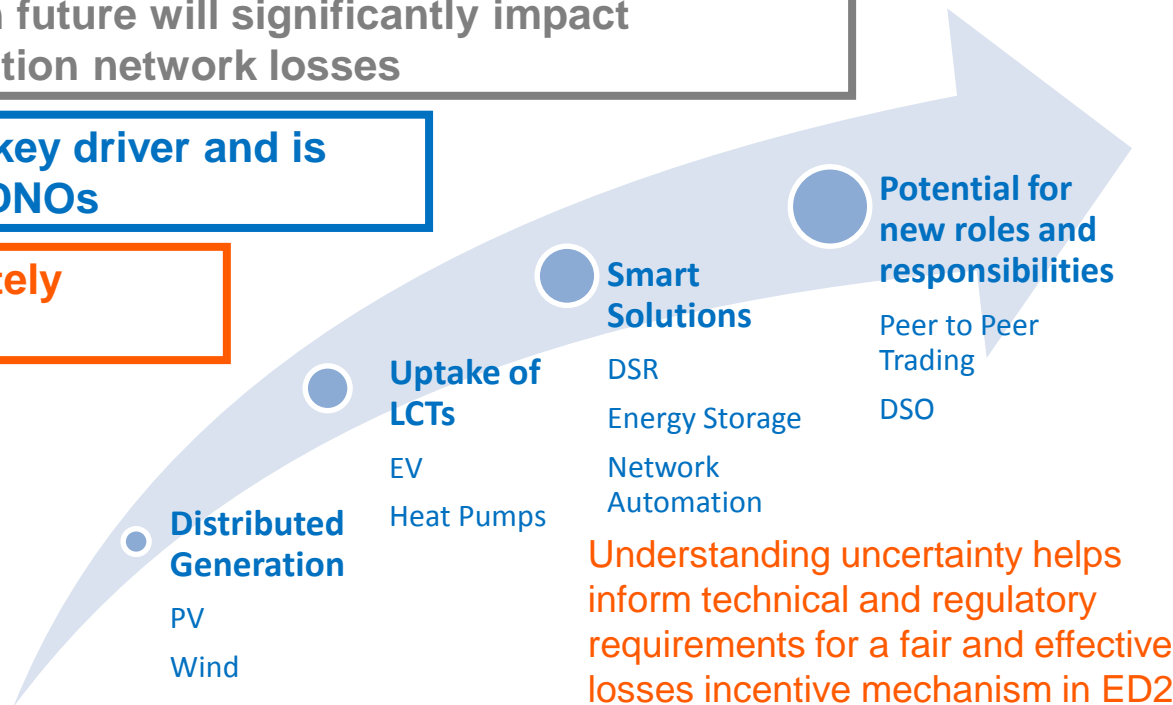 future will significantly impact
tion network losses
key driver and is
DNOs
tely
Potential for
new roles and
responsibilities
Peer to Peer
Trading
DSO
Smart
Solutions
DSR
Energy Storage
Network
Automation
Uptake of
LCTs
EV
Heat Pumps
Distributed
Generation
PV
Wind
Understanding uncertainty helps
inform technical and regulatory
requirements for a fair and effective
losses incentive mechanism in ED2